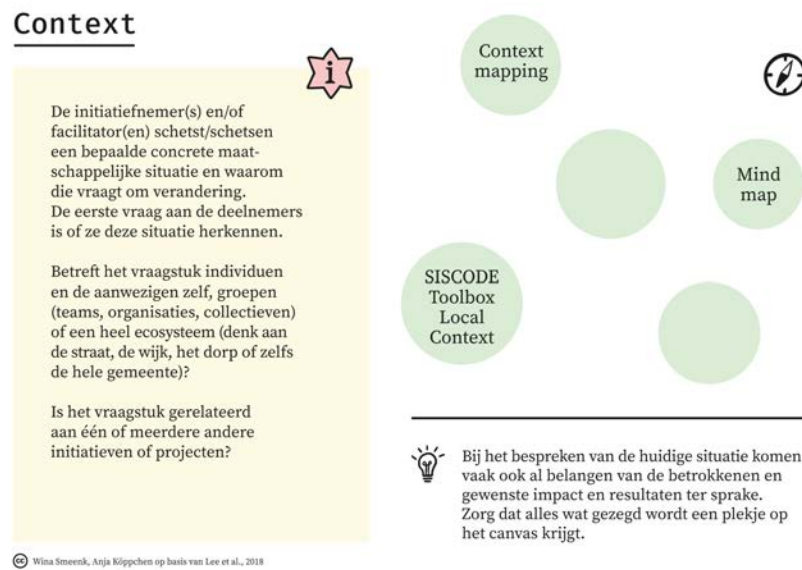 Context
i
De initiatiefnemer(s) en/of
facilitator(en) schetst/schetsen
een bepaalde concrete maat-
schappelijke situatie en waarom
die vraagt om verandering.
De eerste vraag aan de deelnemers
is of ze deze situatie herkennen.
Betreft het vraagstuk individuen
en de aanwezigen zelf, groepen
(teams, organisaties, collectieven)
of een heel ecosysteem (denk aan
de straat, de wijk, het dorp of zelfs
de hele gemeente)?
Is het vraagstuk gerelateerd
aan één of meerdere andere
initiatieven of projecten?
cc Wina Smeenk, Anja Köppchen op basis van Lee et al., 2018
Context
mapping
Mind
map
SISCODE
Toolbox
Local
Context
Bij het bespreken van de huidige situatie komen
vaak ook al belangen van de betrokkenen en
gewenste impact en resultaten ter sprake.
Zorg dat alles wat gezegd wordt een plekje op
het canvas krijgt.